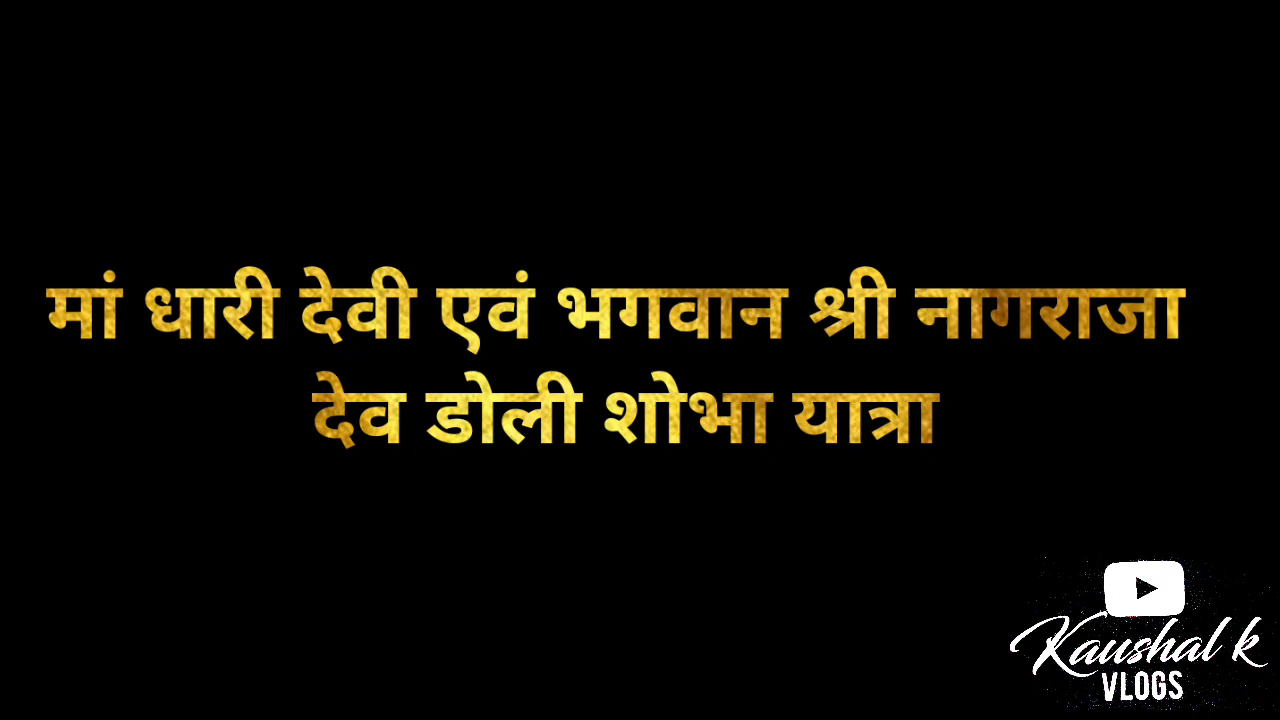 मां धारी देवी एवं भगवान श्री नागराजा
देव डोली शोभा यात्रा
Kaushal k
VLOGS